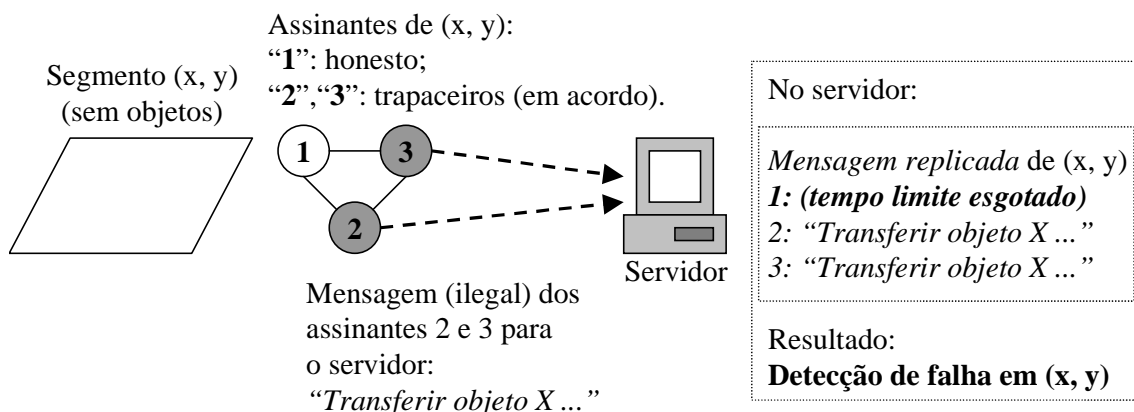 Assinantes de (x, y):
“1”: honesto;
“2”,“3”: trapaceiros (em acordo).
Segmento (x, y)
(sem objetos)
1
3
2
Servidor
Mensagem (ilegal) dos
assinantes 2 e 3 para
o servidor:
“Transferir objeto X ...”
No servidor:
Mensagem replicada de (x, y)
1: (tempo limite esgotado)
2: “Transferir objeto X ...”
3: “Transferir objeto X ...”
Resultado:
Detecção de falha em (x, y)